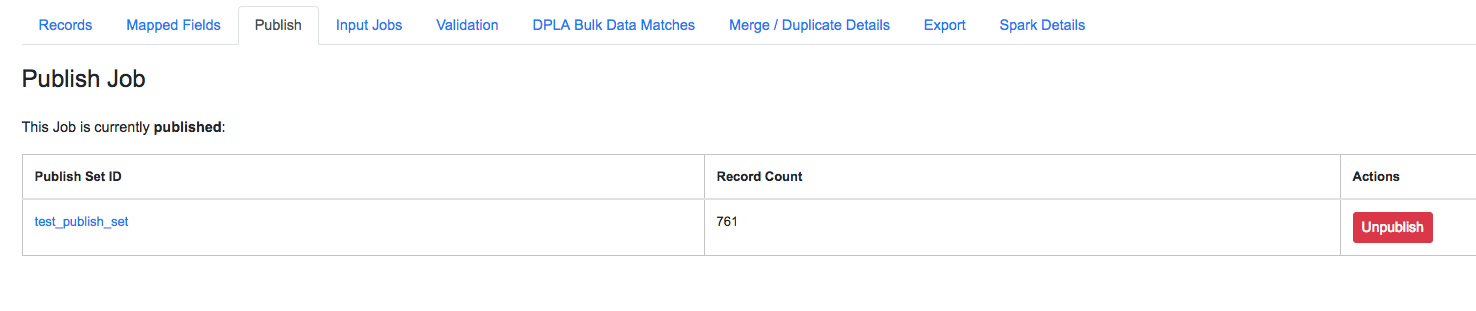 Records Mapped Fields Publish Input Jobs Validation DPLA Bulk Data Matches Merge / Duplicate Details Export Spark Details
Publish Job
This Job is currently published:
Publish Set ID Record Count Actions
test_publish_set 761 Unpublish